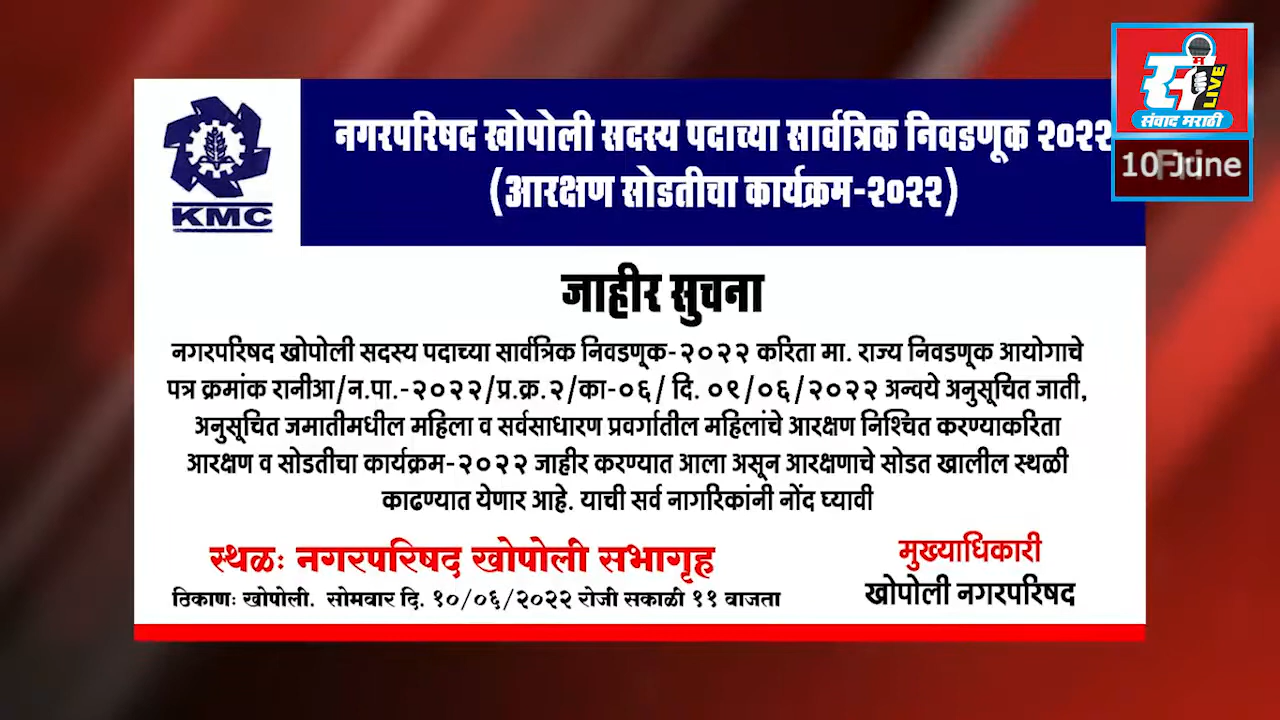 नगरपरिषद खोपोली सदस्य पदाच्या सार्वत्रिक निवडणूक २०२२
(आरक्षण सोडतीचा कार्यक्रम-२०२२)
KMC
संवाद मराठी
LIVE
10 June
जाहीर सुचना
नगरपरिषद खोपोली सदस्य पदाच्या सार्वत्रिक निवडणूक-२०२२ करिता मा. राज्य निवडणूक आयोगाचे
पत्र क्रमांक रानीआ/न.पा.-२०२२/प्र.क्र.२/का-०६/ दि. ०९/०६/२०२२ अन्वये अनुसूचित जाती,
अनुसूचित जमातीमधील महिला व सर्वसाधारण प्रवर्गातील महिलांचे आरक्षण निश्चित करण्याकरिता
आरक्षण व सोडतीचा कार्यक्रम-२०२२ जाहीर करण्यात आला असून आरक्षणाचे सोडत खालील स्थळी
काढण्यात येणार आहे. याची सर्व नागरिकांनी नोंद घ्यावी
स्थळः नगरपरिषद खोपोली सभागृह
ठिकाणः खोपोली. सोमवार दि. १०/०६/२०२२ रोजी सकाळी ११ वाजता
मुख्याधिकारी
खोपोली नगरपरिषद